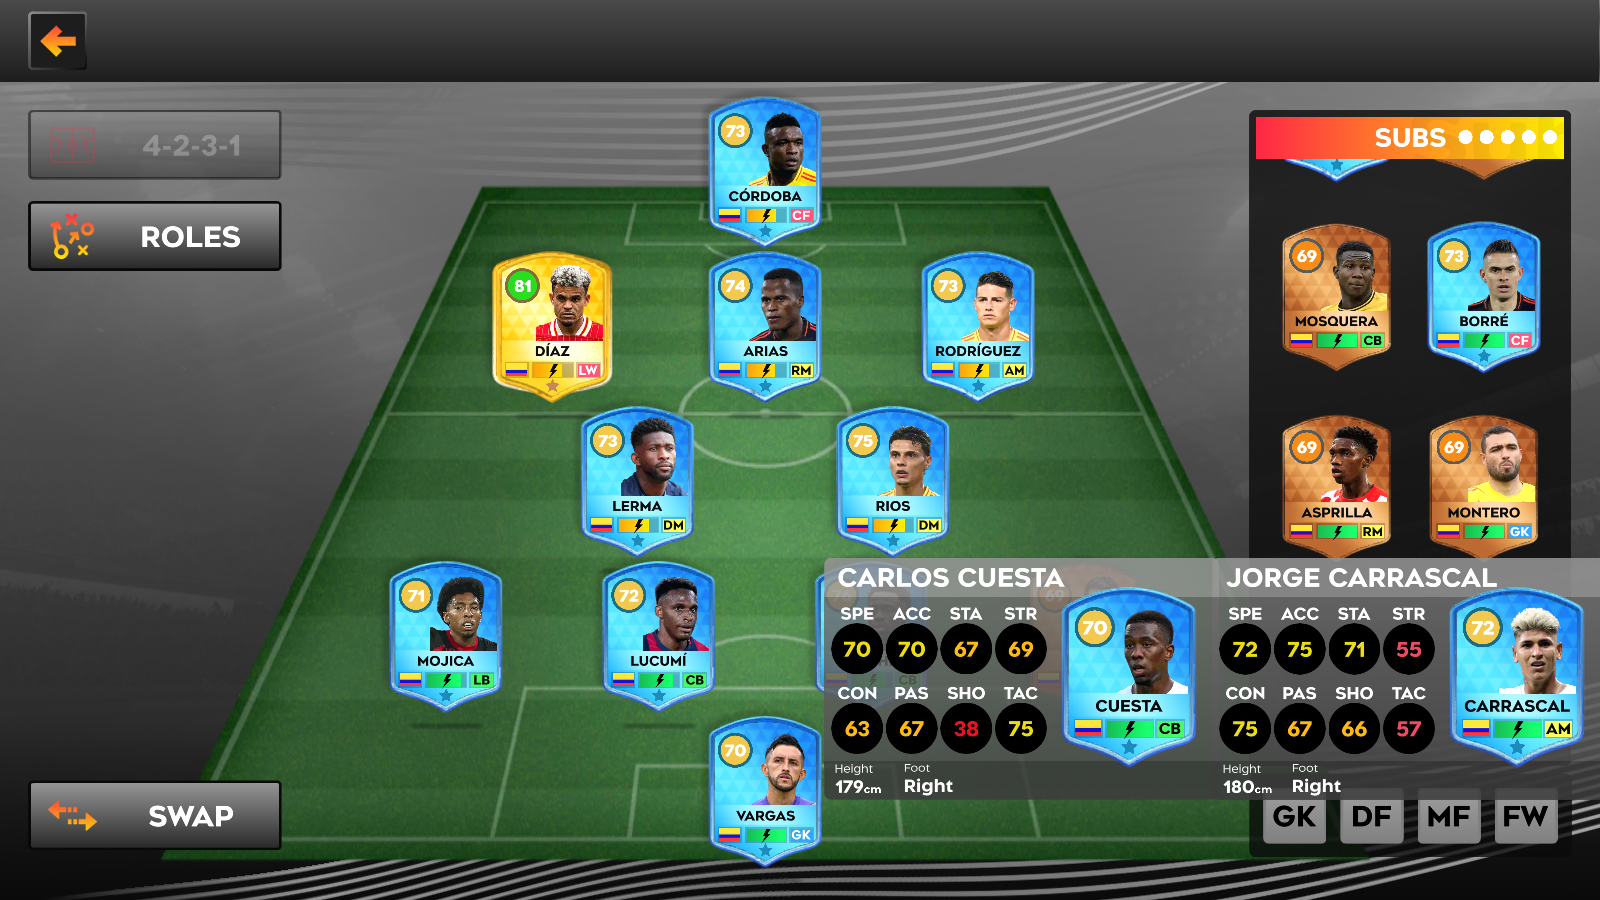 4-2-3-1
ROLES
SWAP
73
CÓRDOBA
CF
81
DÍAZ
LW
74
ARIAS
RM
73
RODRÍGUEZ
AM
73
LERMA
DM
75
RIOS
DM
71
MOJICA
LB
72
LUCUMÍ
CB
70
VARGAS
GK
SUBS
69
MOSQUERA
CB
73
BORRÉ
CF
69
ASPRILLA
RM
69
MONTERO
GK
CARLOS CUESTA
SPE ACC STA STR
70 70 67 69
CON PAS SHO TAC
63 67 38 75
Height Foot
179cm Right
70
CUESTA
CB
JORGE CARRASCAL
SPE ACC STA STR
72 75 71 55
CON PAS SHO TAC
75 67 66 57
Height Foot
180cm Right
72
CARRASCAL
AM
69
CB
GK DF MF FW